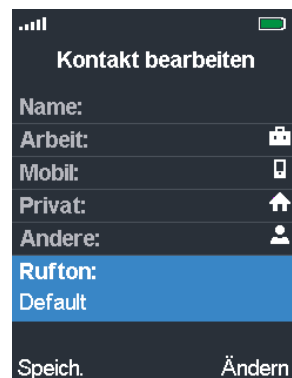 Kontakt bearbeiten
Name:
Arbeit:
Mobil:
Privat:
Andere:
Rufton:
Default
Speich. Ändern